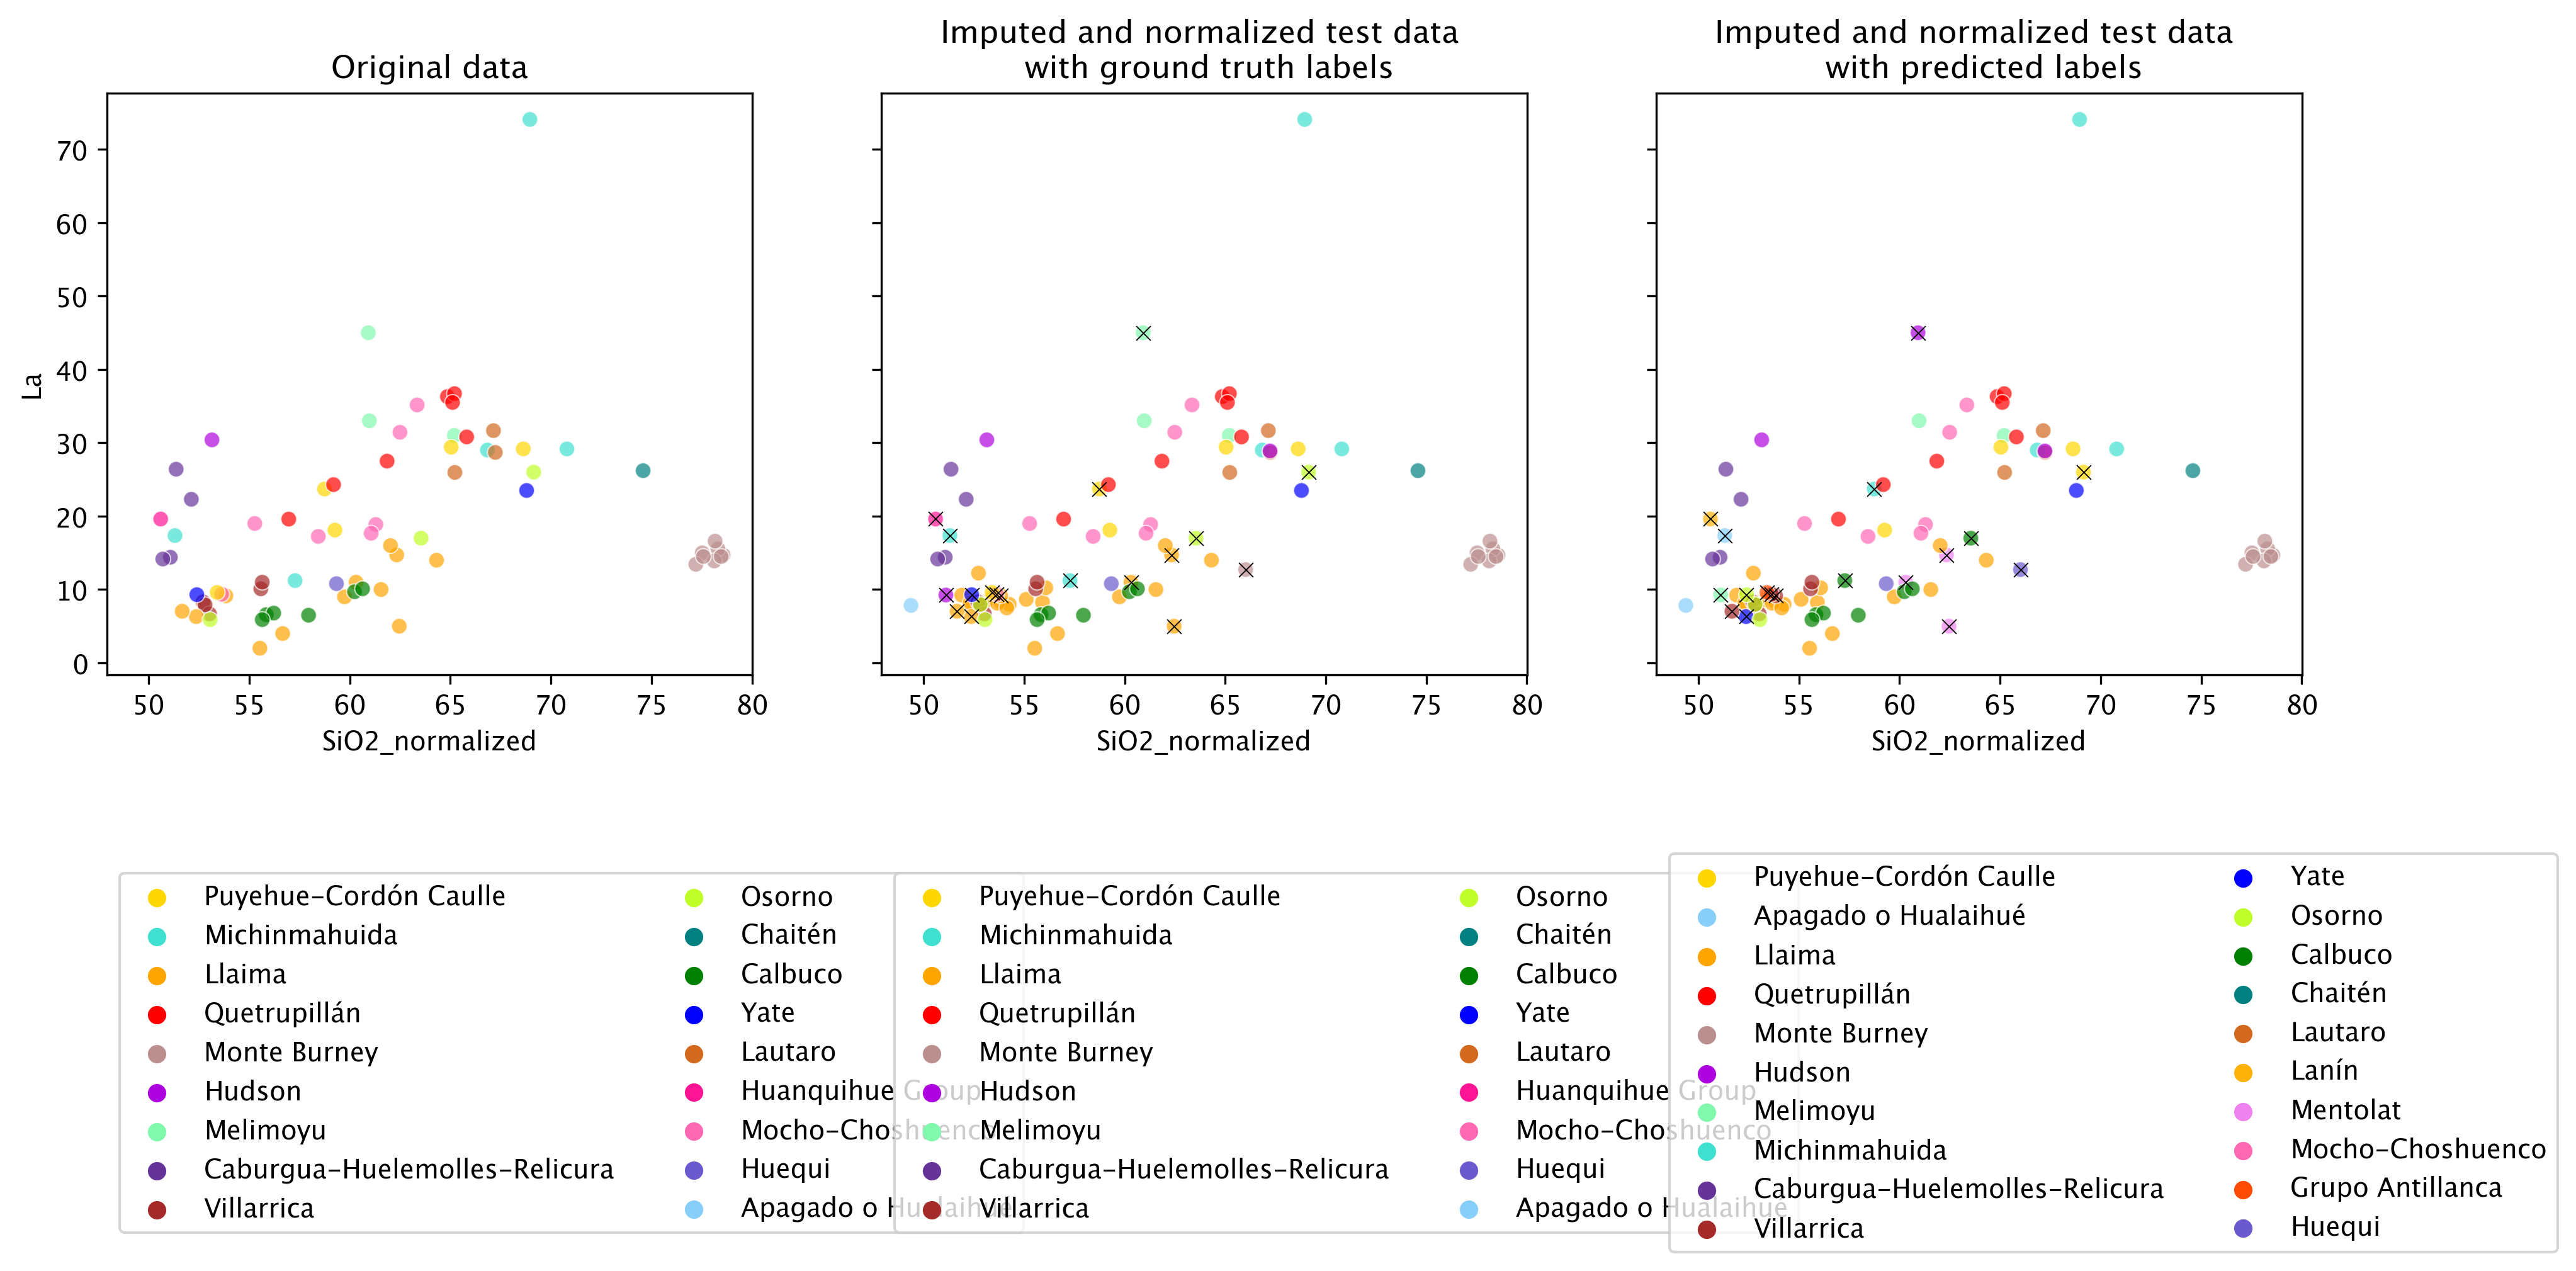 Original data
Imputed and normalized test data
with ground truth labels
Imputed and normalized test data
with predicted labels
La
70
60
50
40
30
20
10
0
50 55 60 65 70 75 80
50 55 60 65 70 75 80
50 55 60 65 70 75 80
SiO2_normalized
SiO2_normalized
SiO2_normalized
Puyehue-Cordón Caulle
Michinmahuida
Llaima
Quetrupillán
Monte Burney
Hudson
Melimoyu
Caburgua-Huelemolles-Relicura
Villarrica
Osorno
Chaitén
Calbuco
Yate
Lautaro
Huanquihue Group
Mocho-Choshuenco
Huequi
Apagado o Hualaihué
Puyehue-Cordón Caulle
Michinmahuida
Llaima
Quetrupillán
Monte Burney
Hudson
Melimoyu
Caburgua-Huelemolles-Relicura
Villarrica
Osorno
Chaitén
Calbuco
Yate
Lautaro
Huanquihue Group
Mocho-Choshuenco
Huequi
Apagado o Hualaihué
Puyehue-Cordón Caulle
Apagado o Hualaihué
Llaima
Quetrupillán
Monte Burney
Hudson
Melimoyu
Michinmahuida
Caburgua-Huelemolles-Relicura
Villarrica
Yate
Osorno
Calbuco
Chaitén
Lautaro
Lanín
Mentolat
Mocho-Choshuenco
Grupo Antillanca
Huequi